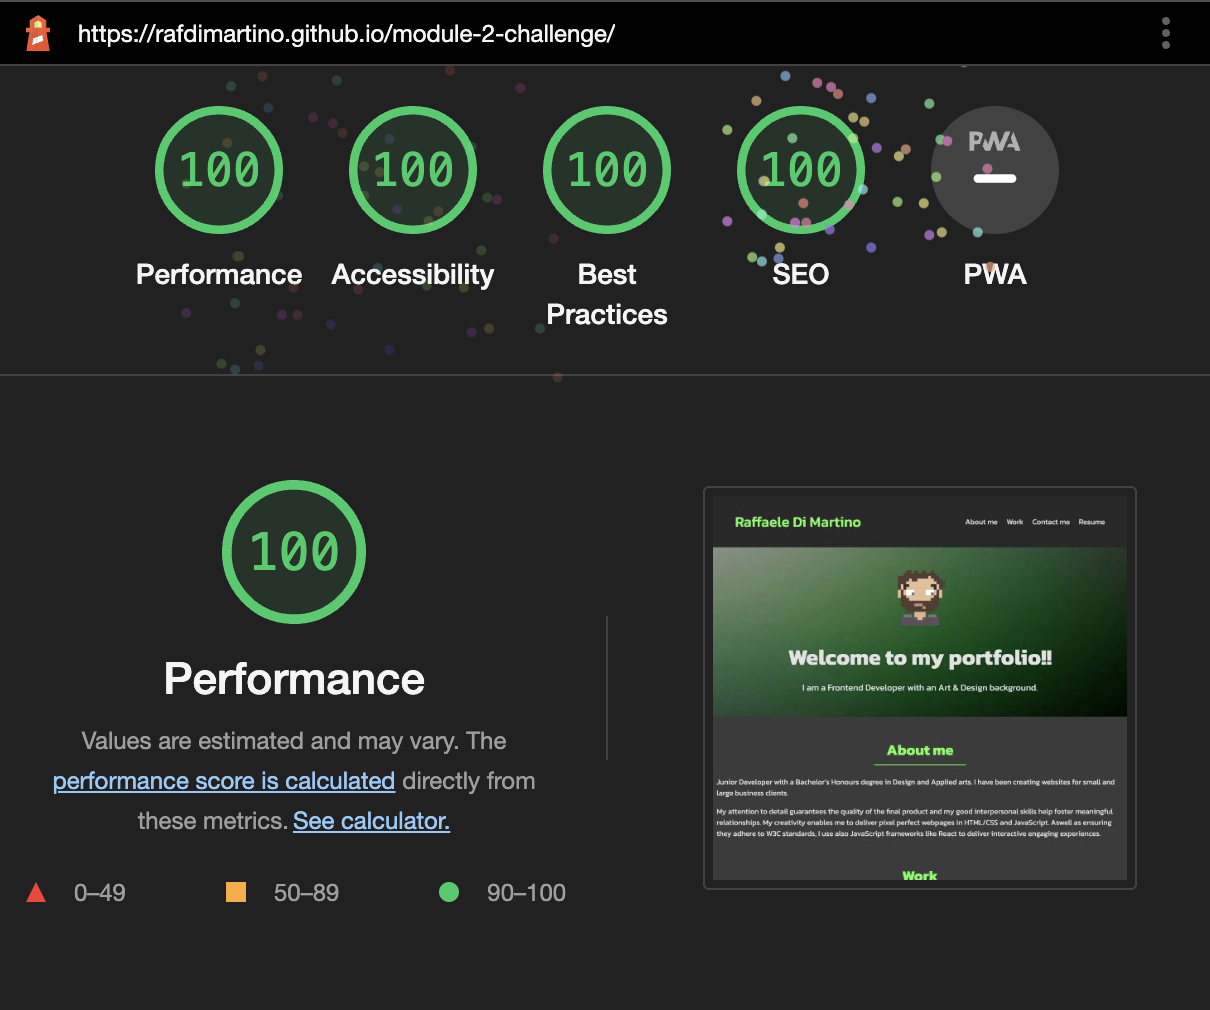 https://rafdimartino.github.io/module-2-challenge/
100
100
100
100
PWA
Performance
Accessibility
Best
Practices
SEO
PWA
100
Performance
Values are estimated and may vary. The
performance score is calculated directly from
these metrics. See calculator.
0–49
50–89
90–100
Raffaele Di Martino
About me
Work
Contact me
Resume
Welcome to my portfolio!!
I am a Frontend Developer with an Art & Design background.
About me
Junior Developer with a Bachelor's Honours degree in Design and Applied arts. I have been creating websites for small and
large business clients.
My attention to detail guarantees the quality of the final product and my good interpersonal skills help foster meaningful
relationships. My creativity enables me to deliver pixel perfect webpages in HTML/CSS and JavaScript. Aswell as ensuring
they adhere to W3C standards, I use also JavaScript frameworks like React to deliver interactive engaging experiences.
Work